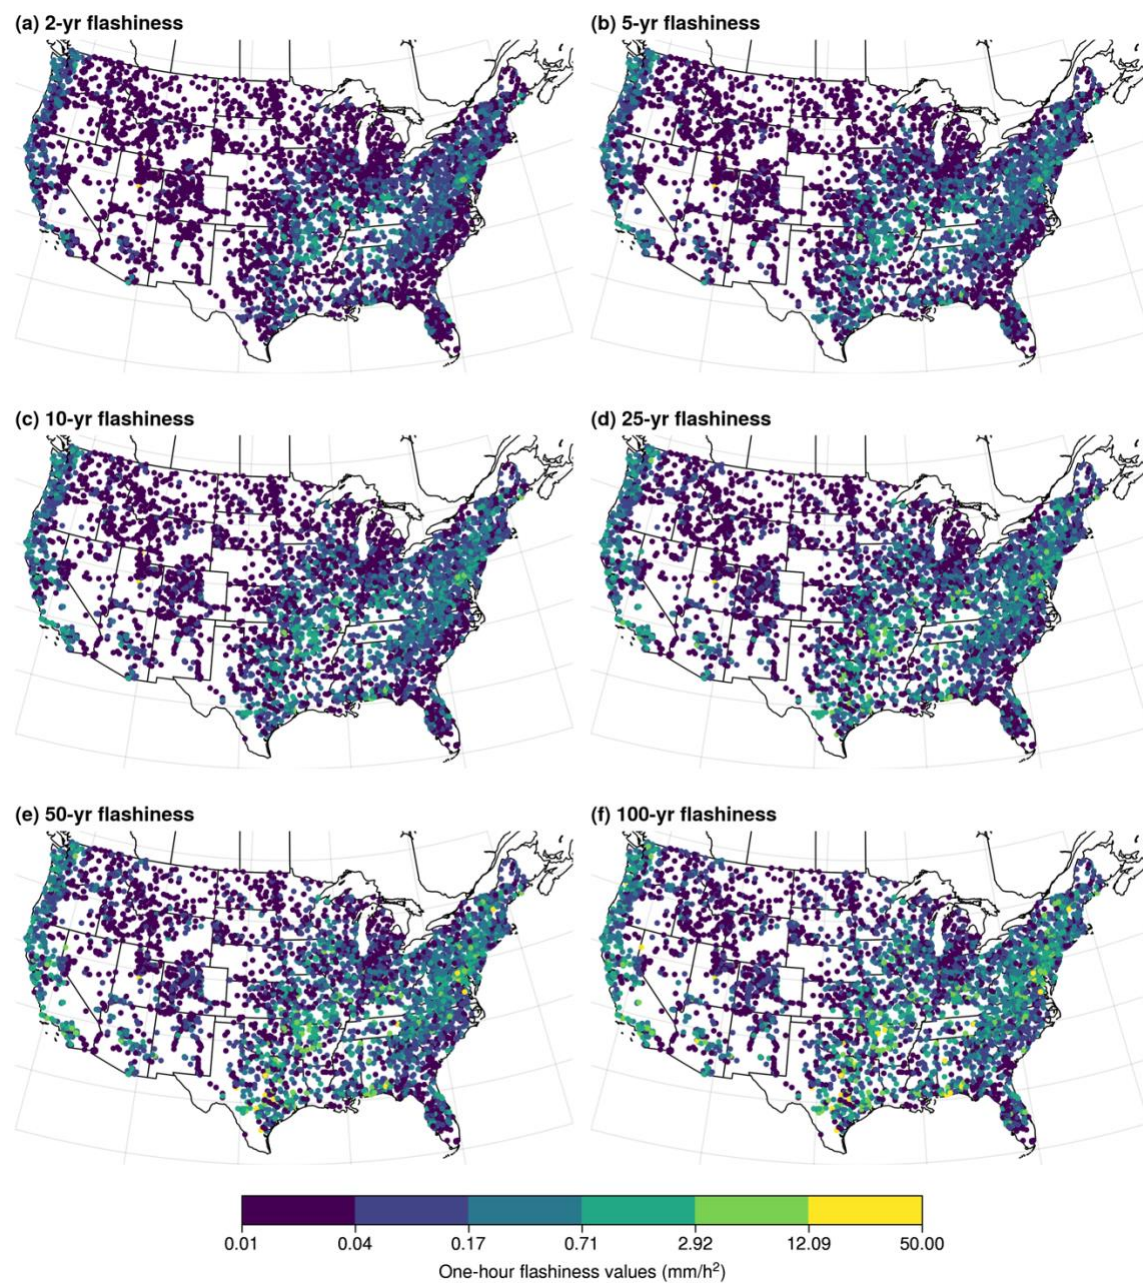 (a) 2-yr flashiness
(b) 5-yr flashiness
(c) 10-yr flashiness
(d) 25-yr flashiness
(e) 50-yr flashiness
(f) 100-yr flashiness
0.01 0.04 0.17 0.71 2.92 12.09 50.00
One-hour flashiness values (mm/h²)